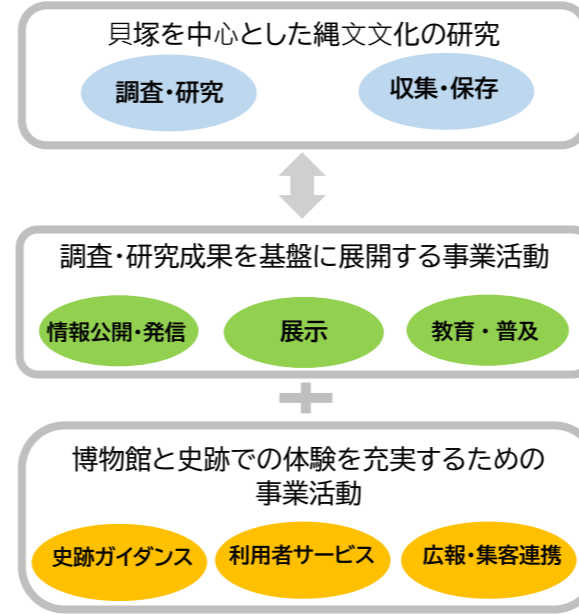 貝塚を中心とした縄文文化の研究
調査・研究
収集・保存
調査・研究成果を基盤に展開する事業活動
情報公開・発信
展示
教育・普及
博物館と史跡での体験を充実するための
事業活動
史跡ガイダンス
利用者サービス
広報・集客連携